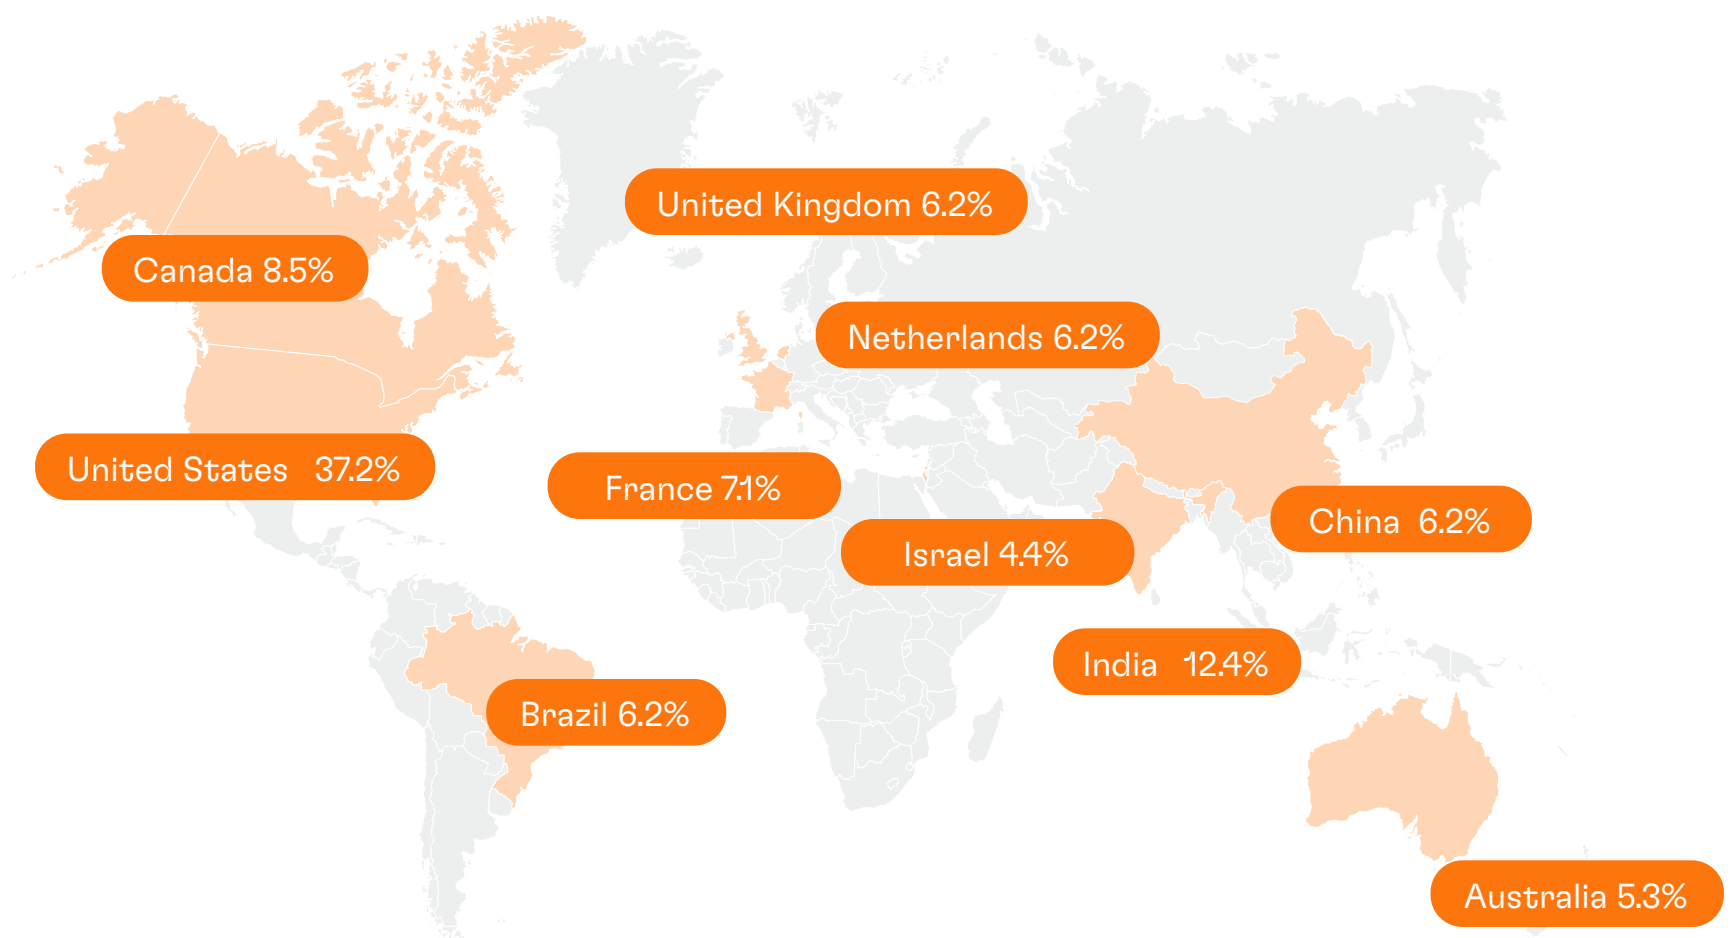 United Kingdom 6.2%
Canada 8.5%
Netherlands 6.2%
United States 37.2%
France 7.1%
China 6.2%
Israel 4.4%
India 12.4%
Brazil 6.2%
Australia 5.3%